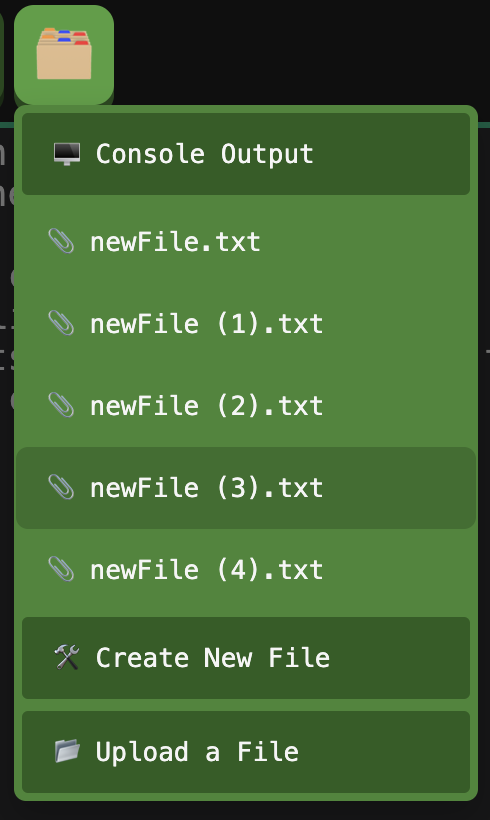 Console Output
newFile.txt
newFile (1).txt
newFile (2).txt
newFile (3).txt
newFile (4).txt
Create New File
Upload a File